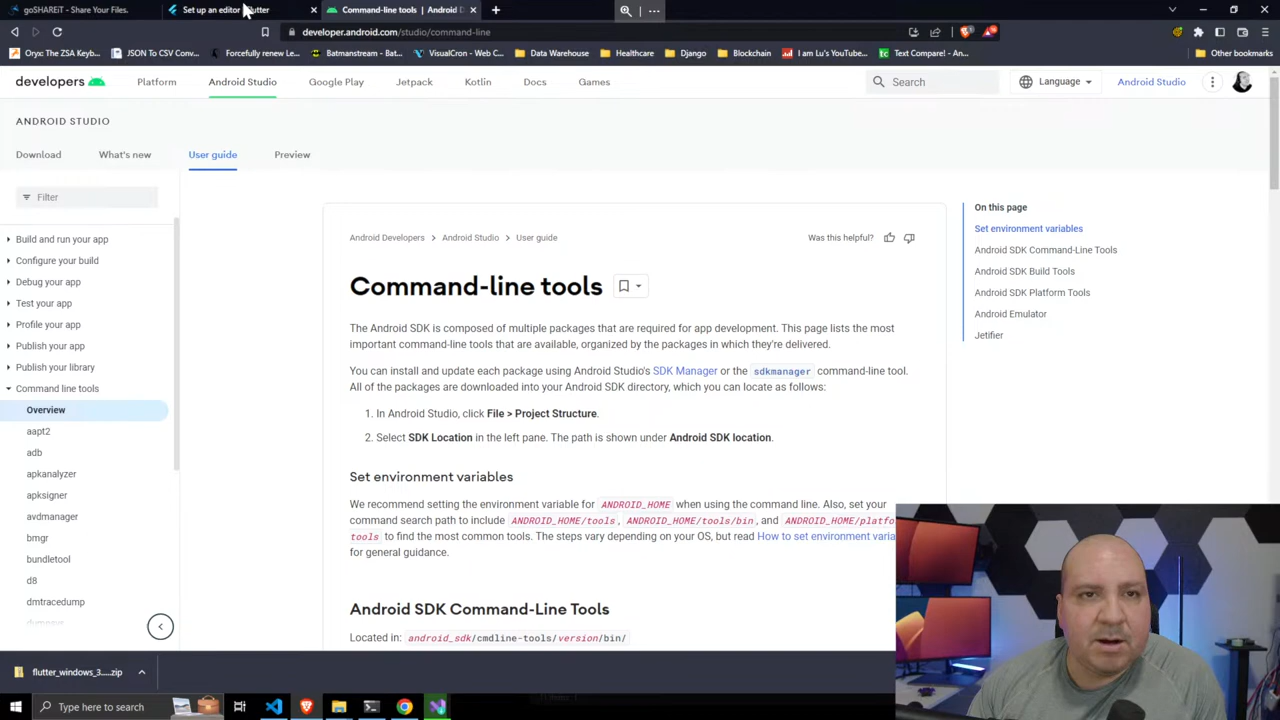 goSHAREiT - Share Your Files.
Set up an editor
Command-line tools | Android D
developer.android.com/studio/command-line
Oryx: The ZSA Keybo...
JSON To CSV Conv...
Forcefully renew Le...
Batmanstream - Bat...
VisualCron - Web C...
Data Warehouse
Healthcare
Django
Blockchain
I am Lu's YouTube...
Text Compare! - An...
Other bookmarks
developers
Platform
Android Studio
Google Play
Jetpack
Kotlin
Docs
Games
Search
Language
Android Studio
ANDROID STUDIO
Download
What's new
User guide
Preview
Filter
Build and run your app
Configure your build
Debug your app
Test your app
Profile your app
Publish your app
Publish your library
Command line tools
Overview
aapt2
adb
apkanalyzer
apksigner
avdmanager
bmgr
bundletool
d8
dmtracedump
Android Developers > Android Studio > User guide
Was this helpful?
Command-line tools
The Android SDK is composed of multiple packages that are required for app development. This page lists the most
important command-line tools that are available, organized by the packages in which they're delivered.
You can install and update each package using Android Studio's SDK Manager or the sdkmanager command-line tool.
All of the packages are downloaded into your Android SDK directory, which you can locate as follows:
1. In Android Studio, click File > Project Structure.
2. Select SDK Location in the left pane. The path is shown under Android SDK location.
Set environment variables
We recommend setting the environment variable for ANDROID_HOME when using the command line. Also, set your
command search path to include ANDROID_HOME/tools, ANDROID_HOME/tools/bin, and ANDROID_HOME/platfo
tools to find the most common tools. The steps vary depending on your OS, but read How to set environment varia
for general guidance.
Android SDK Command-Line Tools
Located in: android_sdk/cmdline-tools/version/bin/
On this page
Set environment variables
Android SDK Command-Line Tools
Android SDK Build Tools
Android SDK Platform Tools
Android Emulator
Jetifier
flutter_windows_3....zip
Type here to search